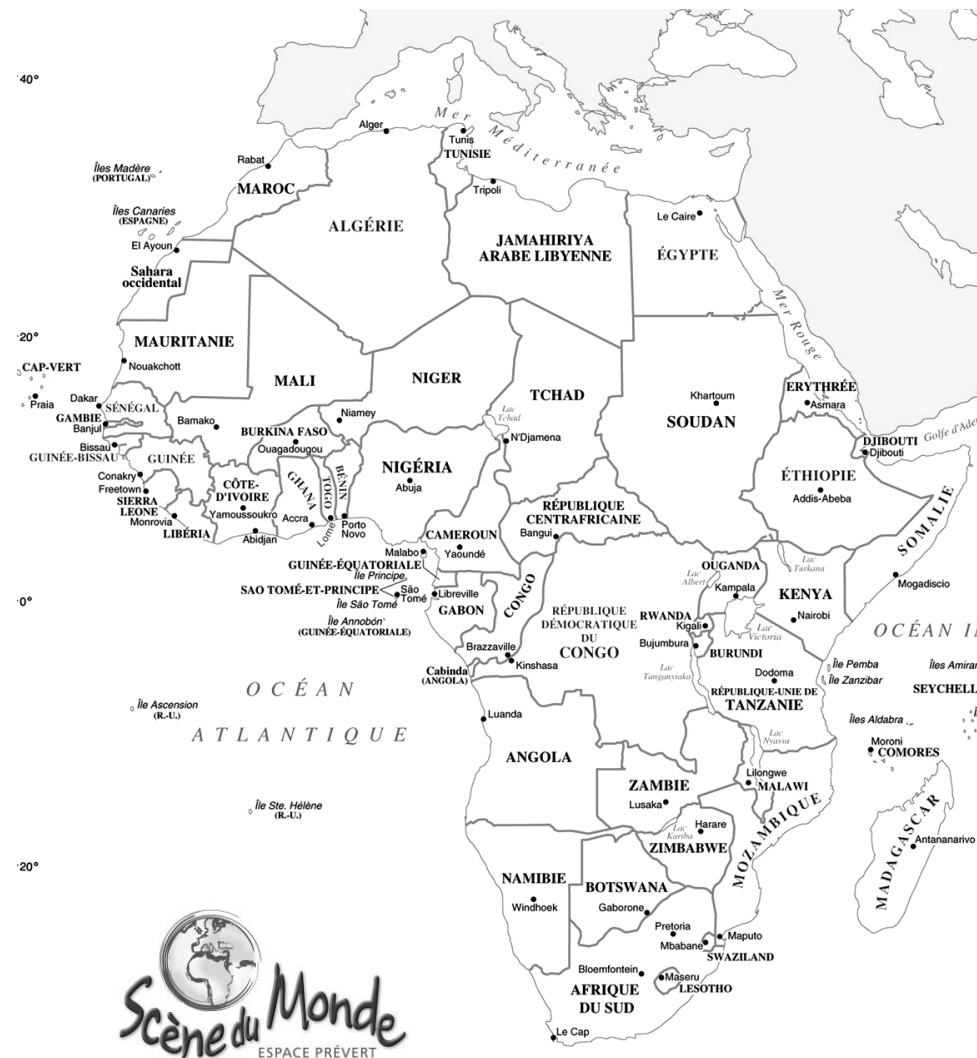 40°
Mer Méditerranée
Alger
Tunis
TUNISIE
Rabat
Îles Madère
(PORTUGAL)
MAROC
Tripoli
Îles Canaries
(ESPAGNE)
Le Caire
ALGÉRIE
El Ayoun
JAMAHIRIYA
ARABE LIBYENNE
ÉGYPTE
Sahara
occidental
Mer Rouge
20°
MAURITANIE
CAP-VERT
Nouakchott
MALI
NIGER
TCHAD
ERYTHRÉE
Praia
Dakar
SÉNÉGAL
Khartoum
Asmara
GAMBIE
Banjul
Bamako
Niamey
Lac
Tchad
SOUDAN
BURKINA FASO
Ouagadougou
N'Djamena
Golfe d'Ade
Bissau
GUINÉE-BISSAU
GUINÉE
DJIBOUTI
Djibouti
NIGÉRIA
Abuja
ÉTHIOPIE
Addis-Abeba
Conakry
Freetown
SIERRA
LEONE
CÔTE-
D'IVOIRE
Yamoussoukro
GHANA
TOGO
BÉNIN
Monrovia
LIBÉRIA
Abidjan
Accra
Lomé
Porto
Novo
RÉPUBLIQUE
CENTRAFRICAINE
Bangui
SOMALIE
CAMEROUN
Yaoundé
Malabo
GUINÉE-ÉQUATORIALE
Île Principe
SAO TOMÉ-ET-PRINCIPE
São
Tomé
Île São Tomé
Libreville
GABON
CONGO
Lac
Albert
OUGANDA
Kampala
Lac
Turkana
KENYA
Nairobi
Mogadiscio
0°
Île Annobón
(GUINÉE-ÉQUATORIALE)
RÉPUBLIQUE
DÉMOCRATIQUE
DU
CONGO
RWANDA
Kigali
Lac
Victoria
OCÉAN IN
Brazzaville
Kinshasa
Bujumbura
BURUNDI
Cabinda
(ANGOLA)
Lac
Tanganyiaka
Dodoma
RÉPUBLIQUE-UNIE DE
TANZANIE
Île Pemba
Île Zanzibar
Îles Amiran
SEYCHELL
OCÉAN
ATLANTIQUE
Île Ascension
(R.-U.)
Luanda
Îles Aldabra
Lac
Nyassa
Moroni
COMORES
ANGOLA
ZAMBIE
Lusaka
Lilongwe
MALAWI
Île Ste. Hélène
(R.-U.)
Lac
Kariba
Harare
ZIMBABWE
MOZAMBIQUE
MADAGASCAR
Antananarivo
20°
NAMIBIE
Windhoek
BOTSWANA
Gaborone
Pretoria
Mbabane
Maputo
SWAZILAND
Bloemfontein
Maseru
LESOTHO
AFRIQUE
DU SUD
Le Cap
Scène du Monde
ESPACE PRÉVERT